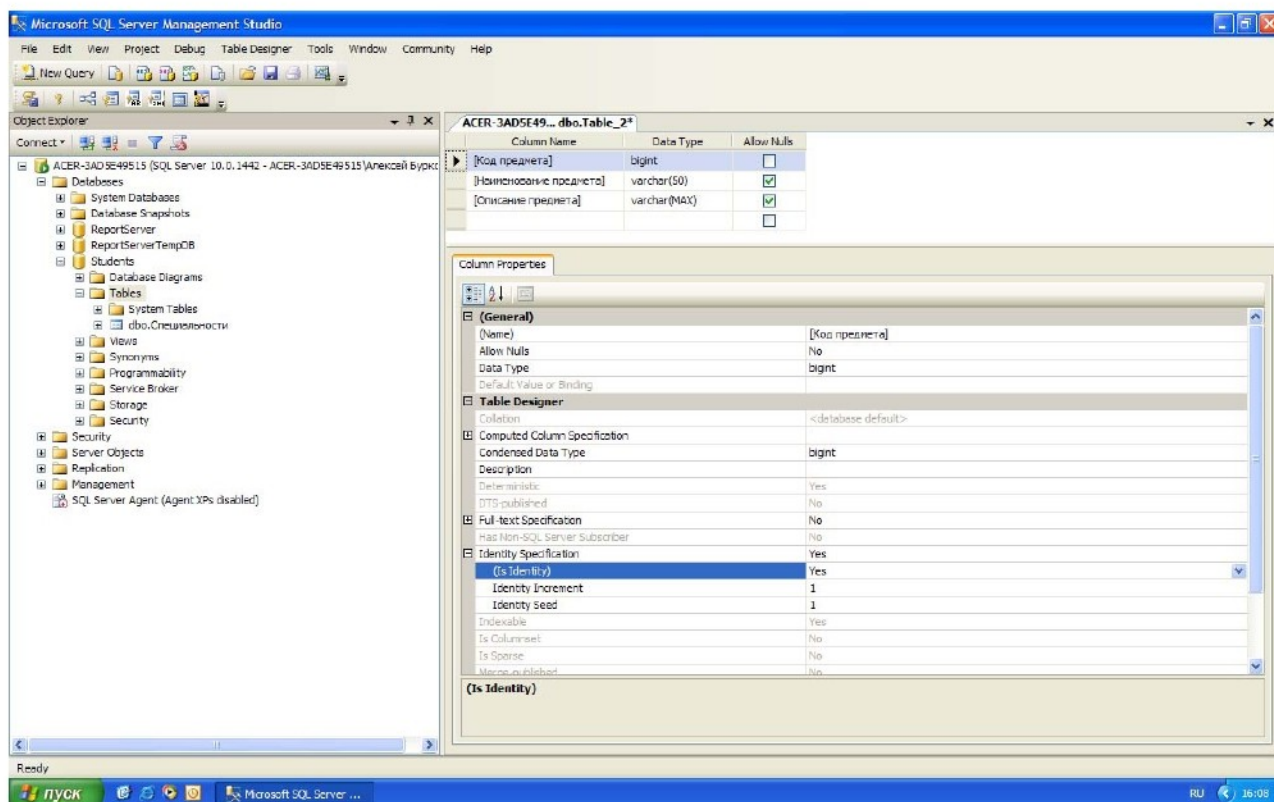 Microsoft SQL Server Management Studio
File Edit View Project Debug Table Designer Tools Window Community Help
New Query
Object Explorer
Connect
ACER-3AD5E49515 (SQL Server 10.0.1442 - ACER-3AD5E49515\Алексей Бурко
Databases
System Databases
Database Snapshots
ReportServer
ReportServerTempDB
Students
Database Diagrams
Tables
System Tables
dbo.Специальности
Views
Synonyms
Programmability
Service Broker
Storage
Security
Security
Server Objects
Replication
Management
SQL Server Agent (Agent XPs disabled)
ACER-3AD5E49... dbo.Table_2*
Column Name Data Type Allow Nulls
[Код предмета] bigint
[Наименование предмета] varchar(50)
[Описание предмета] varchar(MAX)
Column Properties
(General)
(Name) [Код предмета]
Allow Nulls No
Data Type bigint
Default Value or Binding
Table Designer
Collation <database default>
Computed Column Specification
Condensed Data Type bigint
Description
Deterministic Yes
DTS-published No
Full-text Specification No
Has Non-SQL Server Subscriber No
Identity Specification Yes
(Is Identity) Yes
Identity Increment 1
Identity Seed 1
Indexable Yes
Is Columnset No
Is Sparse No
Merge-published No
(Is Identity)
Ready
пуск Microsoft SQL Server ... RU 16:08